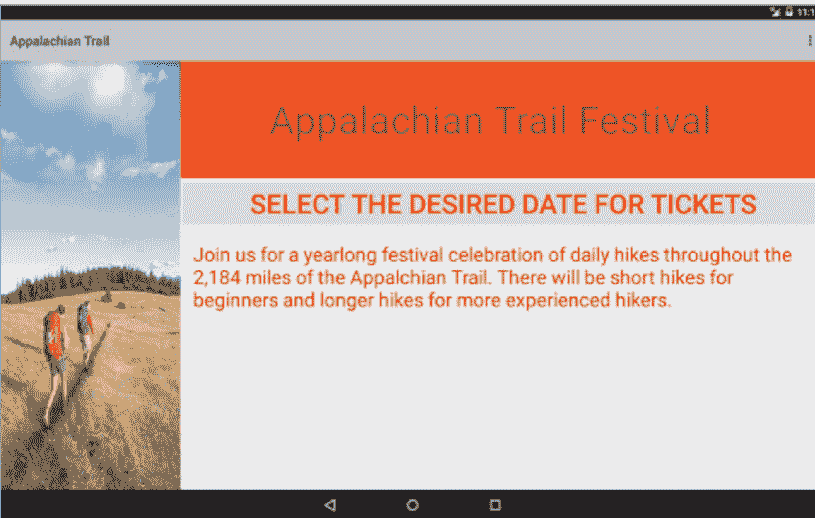 11:1
Appalachian Trail
Appalachian Trail Festival
SELECT THE DESIRED DATE FOR TICKETS
Join us for a yearlong festival celebration of daily hikes throughout the
2,184 miles of the Appalchian Trail. There will be short hikes for
beginners and longer hikes for more experienced hikers.